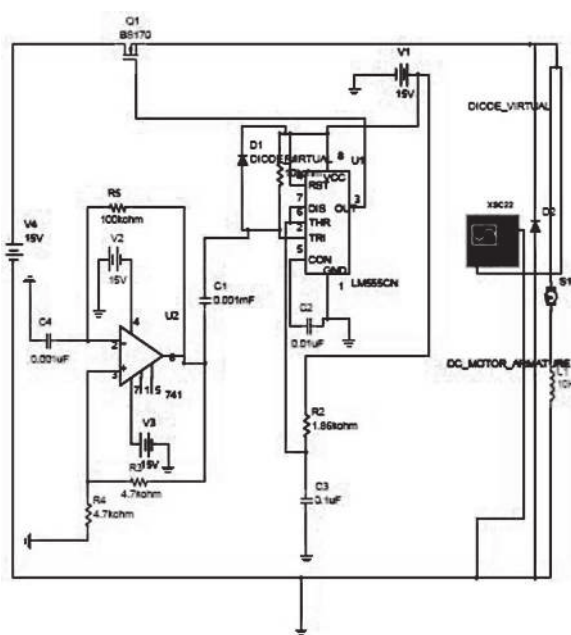 Q1
BS170
V1
15V
DIODE_VIRTUAL
D1
DIODE_VIRTUAL
8
U1
VCC
RST
7
DIS
OUT
3
6
THR
2
TRI
5
CON
GND
1
LM555CN
XSC22
D2
S1
R5
100kohm
V4
15V
V2
15V
C1
0.001mF
C2
0.01uF
U2
4
C4
0.001uF
2
6
3
7
1
5
741
V3
15V
DC_MOTOR_ARMATURE
L1
R2
1.86kohm
R3
4.7kohm
R4
4.7kohm
C3
0.1uF